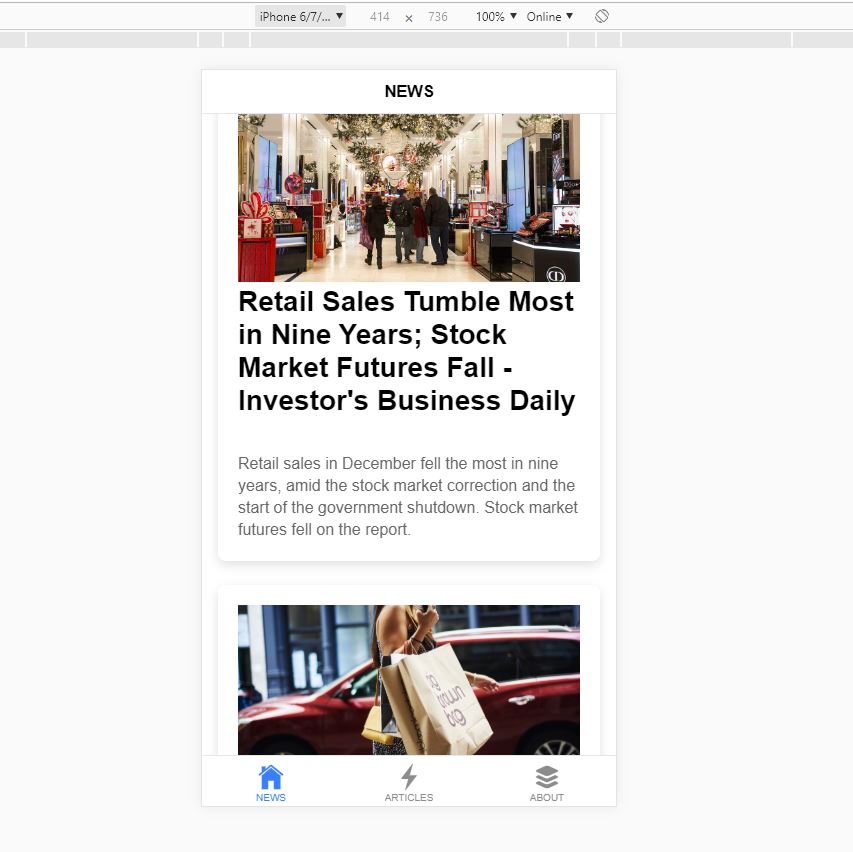 iPhone 6/7/... ▼ 414 × 736 100% ▼ Online ▼
NEWS
Retail Sales Tumble Most
in Nine Years; Stock
Market Futures Fall -
Investor's Business Daily
Retail sales in December fell the most in nine
years, amid the stock market correction and the
start of the government shutdown. Stock market
futures fell on the report.
brown
bag
NEWS ARTICLES ABOUT